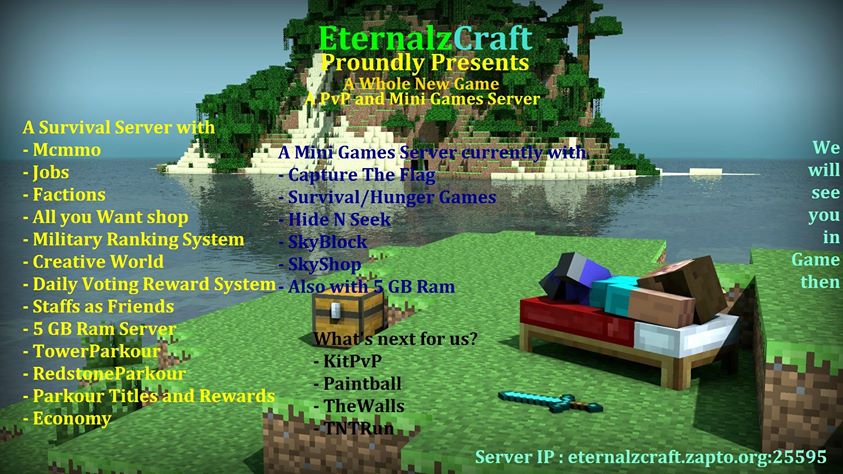 EternalzCraft
Proundly Presents
A Whole New Game
A PvP and Mini Games Server
A Survival Server with
- Mcmmo
- Jobs
- Factions
- All you Want shop
- Military Ranking System
- Creative World
- Daily Voting Reward System
- Staffs as Friends
- 5 GB Ram Server
- TowerParkour
- RedstoneParkour
- Parkour Titles and Rewards
- Economy
A Mini Games Server currently with
- Capture The Flag
- Survival/Hunger Games
- Hide N Seek
- SkyBlock
- SkyShop
- Also with 5 GB Ram
What's next for us?
- KitPvP
- Paintball
- TheWalls
- TNTRun
We
will
see
you
in
Game
then
Server IP : eternalzcraft.zapto.org:25595